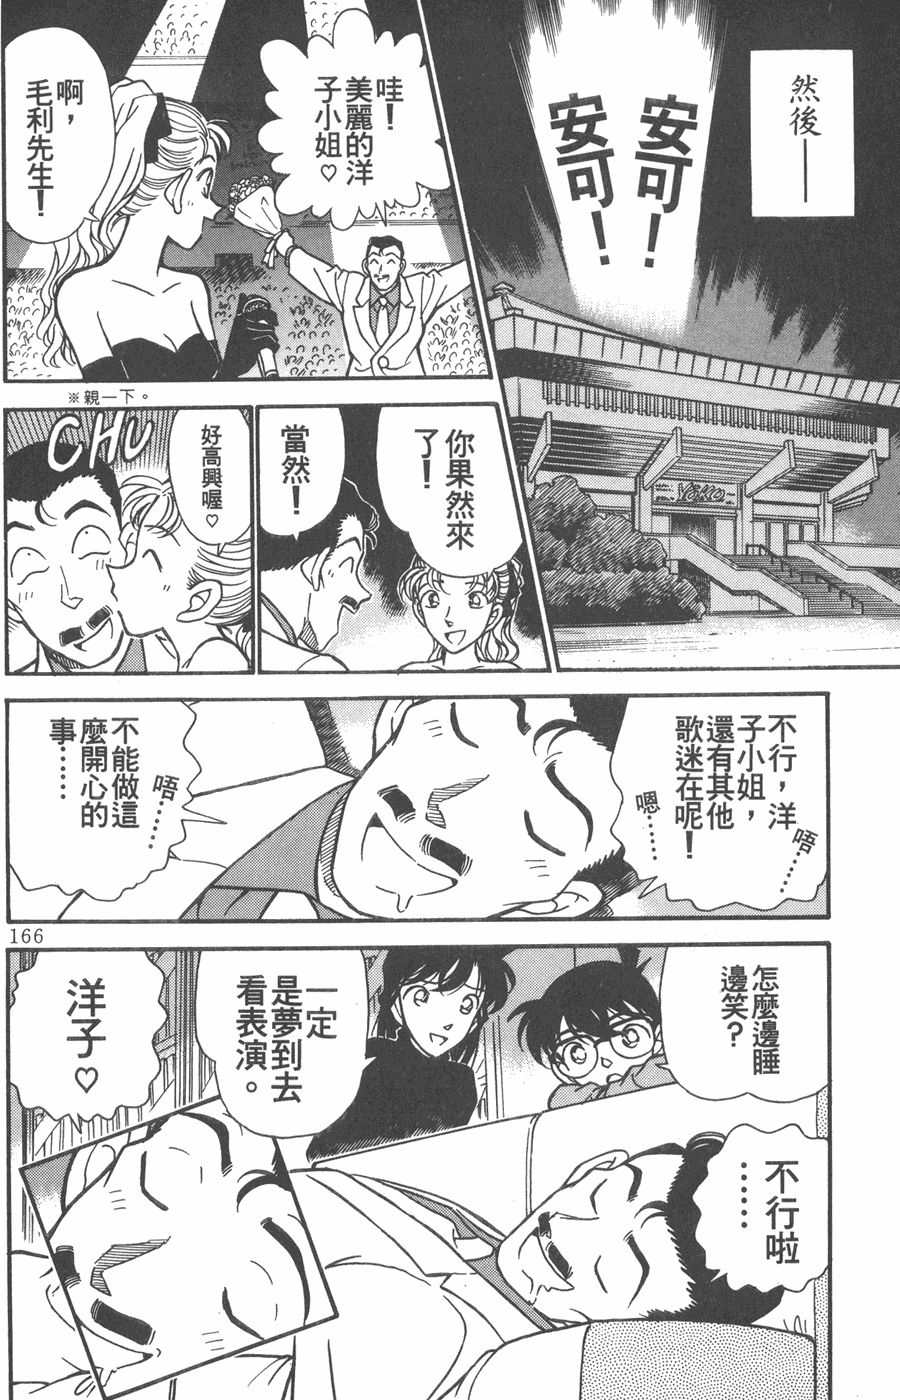 然後——
安可！
安可！
YOKO
哇！
美麗的洋
子小姐♡
啊，
毛利先生！
你果然來
了！
當然！
※親一下。
好高興喔♡
CHU
不行，洋
子小姐，
還有其他
歌迷在呢！
唔……
嗯……
不能做這
麼開心的
事……
唔……
166
怎麼邊睡
邊笑？
一定
是夢到去
看表演。
洋子♡
不行啦
……